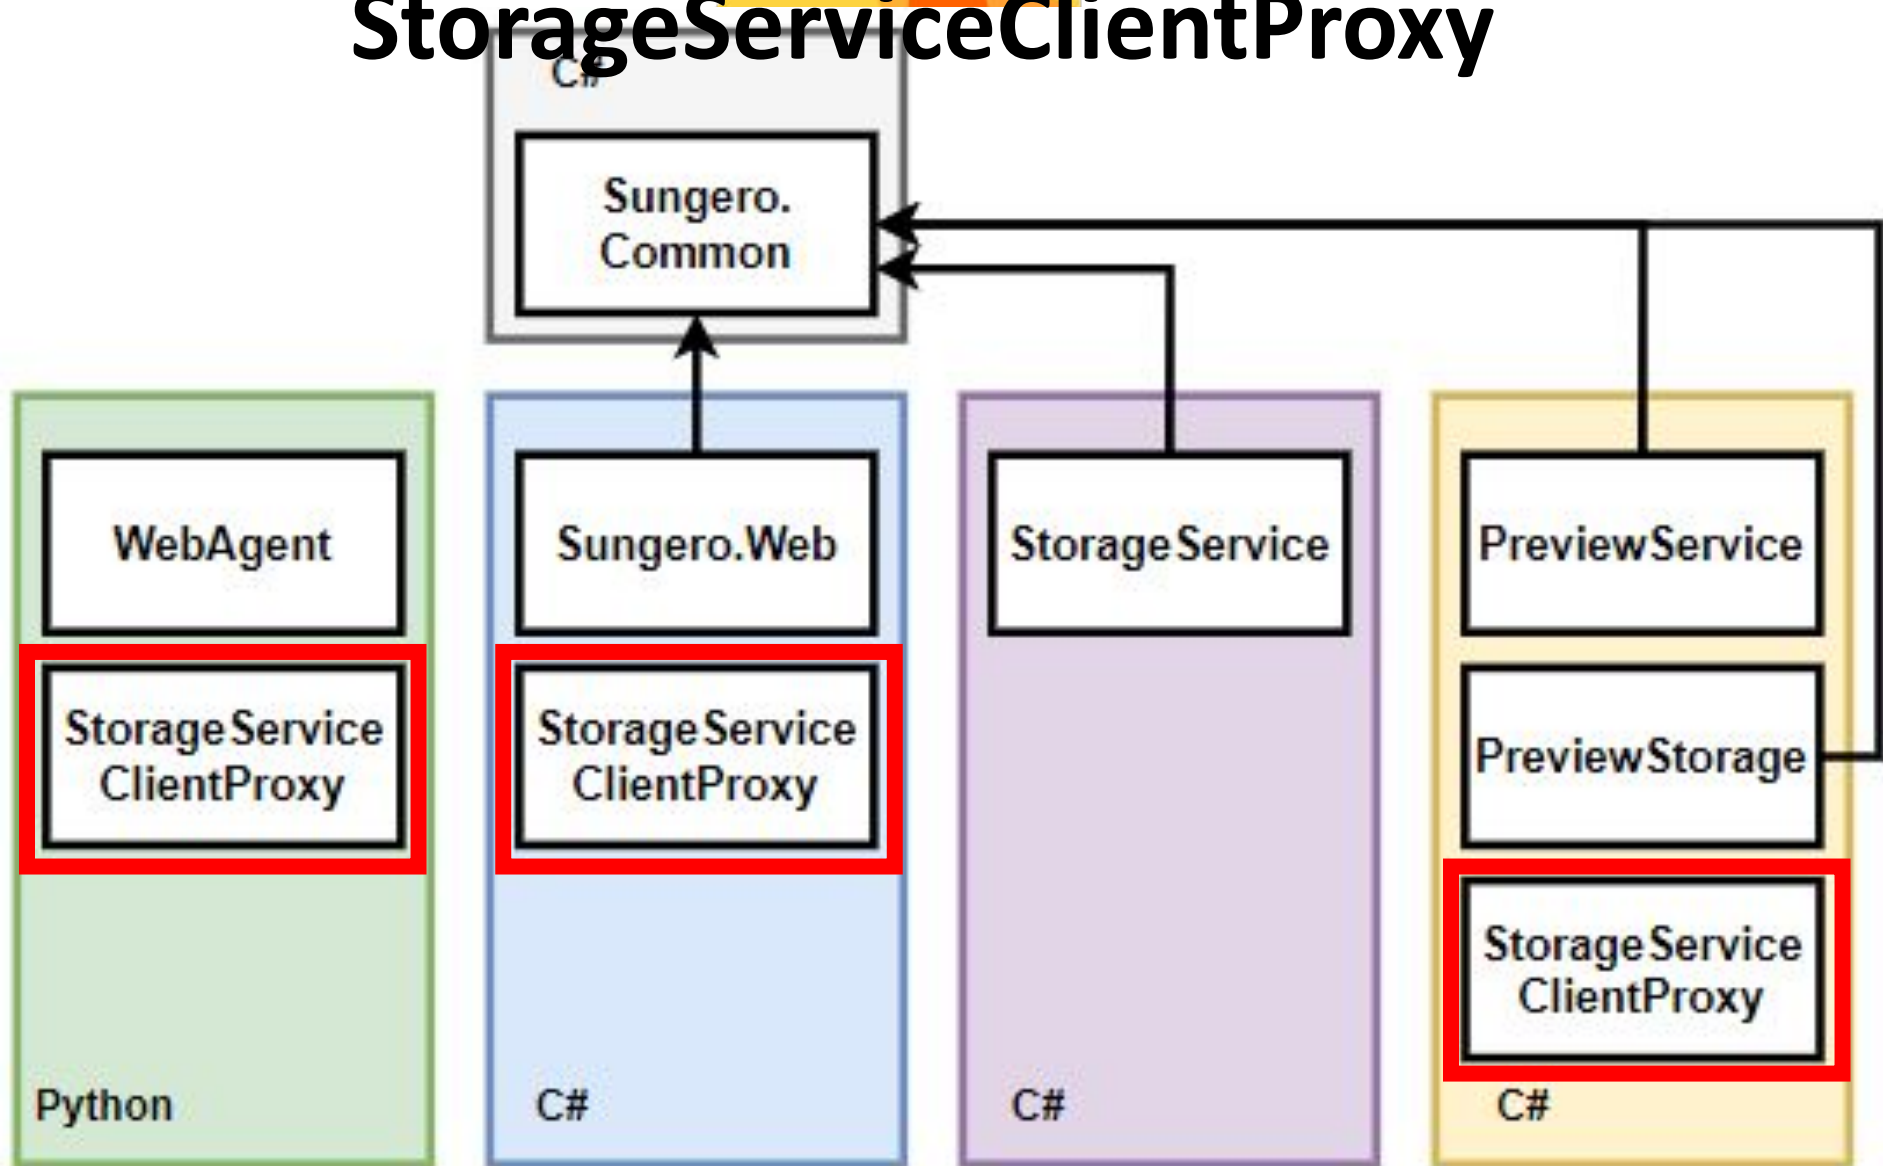 StorageServiceClientProxy
C#
Sungero.
Common
WebAgent
Sungero.Web
StorageService
PreviewService
StorageService
ClientProxy
StorageService
ClientProxy
PreviewStorage
StorageService
ClientProxy
Python
C#
C#
C#